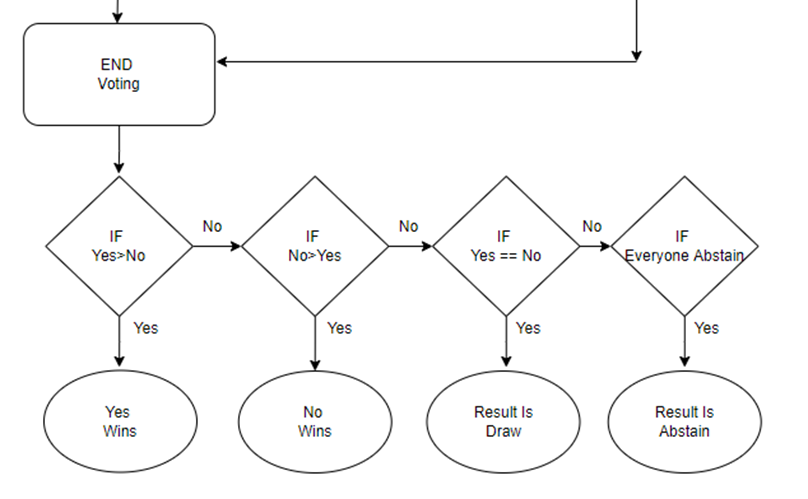 END
Voting
IF
Yes>No
No
IF
No>Yes
No
IF
Yes == No
No
IF
Everyone Abstain
Yes
Yes
Yes
Yes
Yes
Wins
No
Wins
Result Is
Draw
Result Is
Abstain